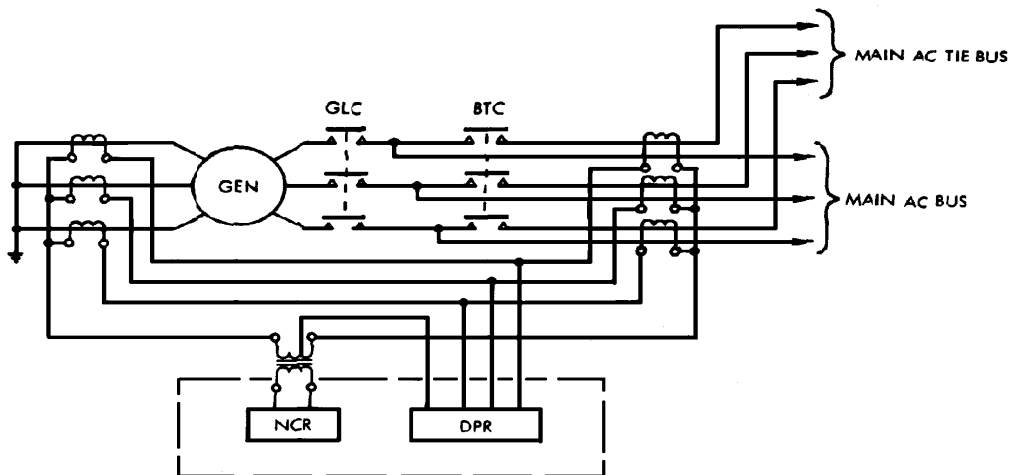 MAIN AC TIE BUS
GLC
BTC
GEN
MAIN AC BUS
NCR
DPR